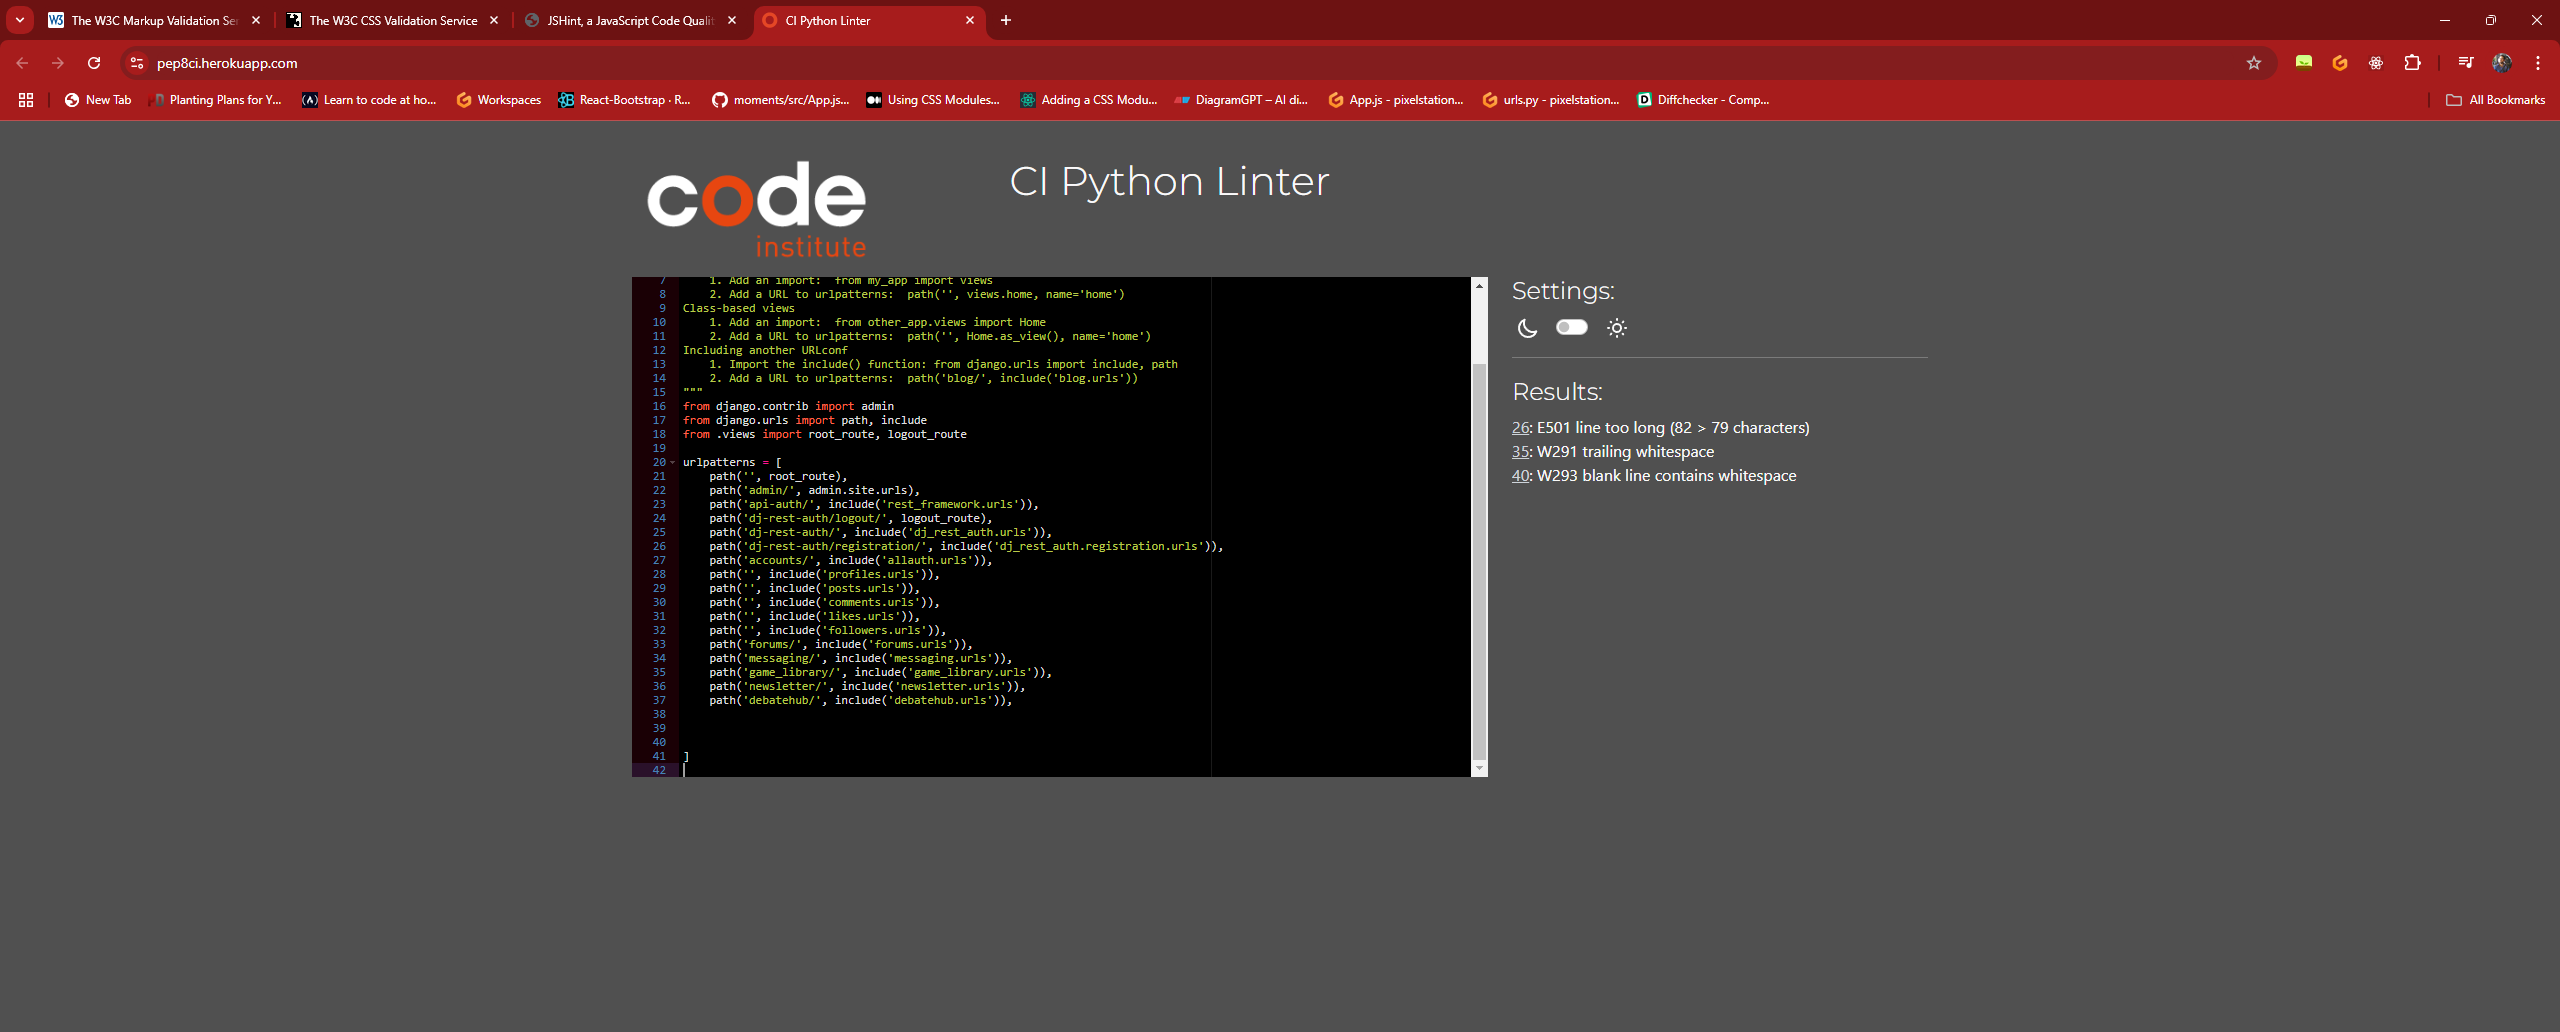 The W3C Markup Validation Se
The W3C CSS Validation Service
JSHint, a JavaScript Code Qualit
CI Python Linter
pep8ci.herokuapp.com
New Tab
Planting Plans for Y...
Learn to code at ho...
Workspaces
React-Bootstrap · R...
moments/src/App.js...
Using CSS Modules...
Adding a CSS Modu...
DiagramGPT – AI di...
App.js - pixelstation...
urls.py - pixelstation...
Diffchecker - Comp...
All Bookmarks
code
institute
CI Python Linter
7 1. Add an import:  from my_app import views
8 2. Add a URL to urlpatterns:  path('', views.home, name='home')
9 Class-based views
10 1. Add an import:  from other_app.views import Home
11 2. Add a URL to urlpatterns:  path('', Home.as_view(), name='home')
12 Including another URLconf
13 1. Import the include() function: from django.urls import include, path
14 2. Add a URL to urlpatterns:  path('blog/', include('blog.urls'))
15 """
16 from django.contrib import admin
17 from django.urls import path, include
18 from .views import root_route, logout_route
19
20 urlpatterns = [
21 path('', root_route),
22 path('admin/', admin.site.urls),
23 path('api-auth/', include('rest_framework.urls')),
24 path('dj-rest-auth/logout/', logout_route),
25 path('dj-rest-auth/', include('dj_rest_auth.urls')),
26 path('dj-rest-auth/registration/', include('dj_rest_auth.registration.urls')),
27 path('accounts/', include('allauth.urls')),
28 path('', include('profiles.urls')),
29 path('', include('posts.urls')),
30 path('', include('comments.urls')),
31 path('', include('likes.urls')),
32 path('', include('followers.urls')),
33 path('forums/', include('forums.urls')),
34 path('messaging/', include('messaging.urls')),
35 path('game_library/', include('game_library.urls')),
36 path('newsletter/', include('newsletter.urls')),
37 path('debatehub/', include('debatehub.urls')),
38
39
40
41 ]
42
Settings:
Results:
26: E501 line too long (82 > 79 characters)
35: W291 trailing whitespace
40: W293 blank line contains whitespace